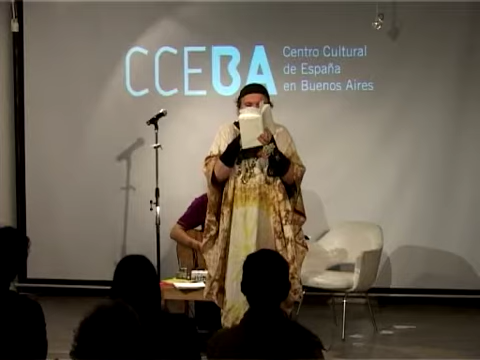 CCEBA
Centro Cultural
de España
en Buenos Aires